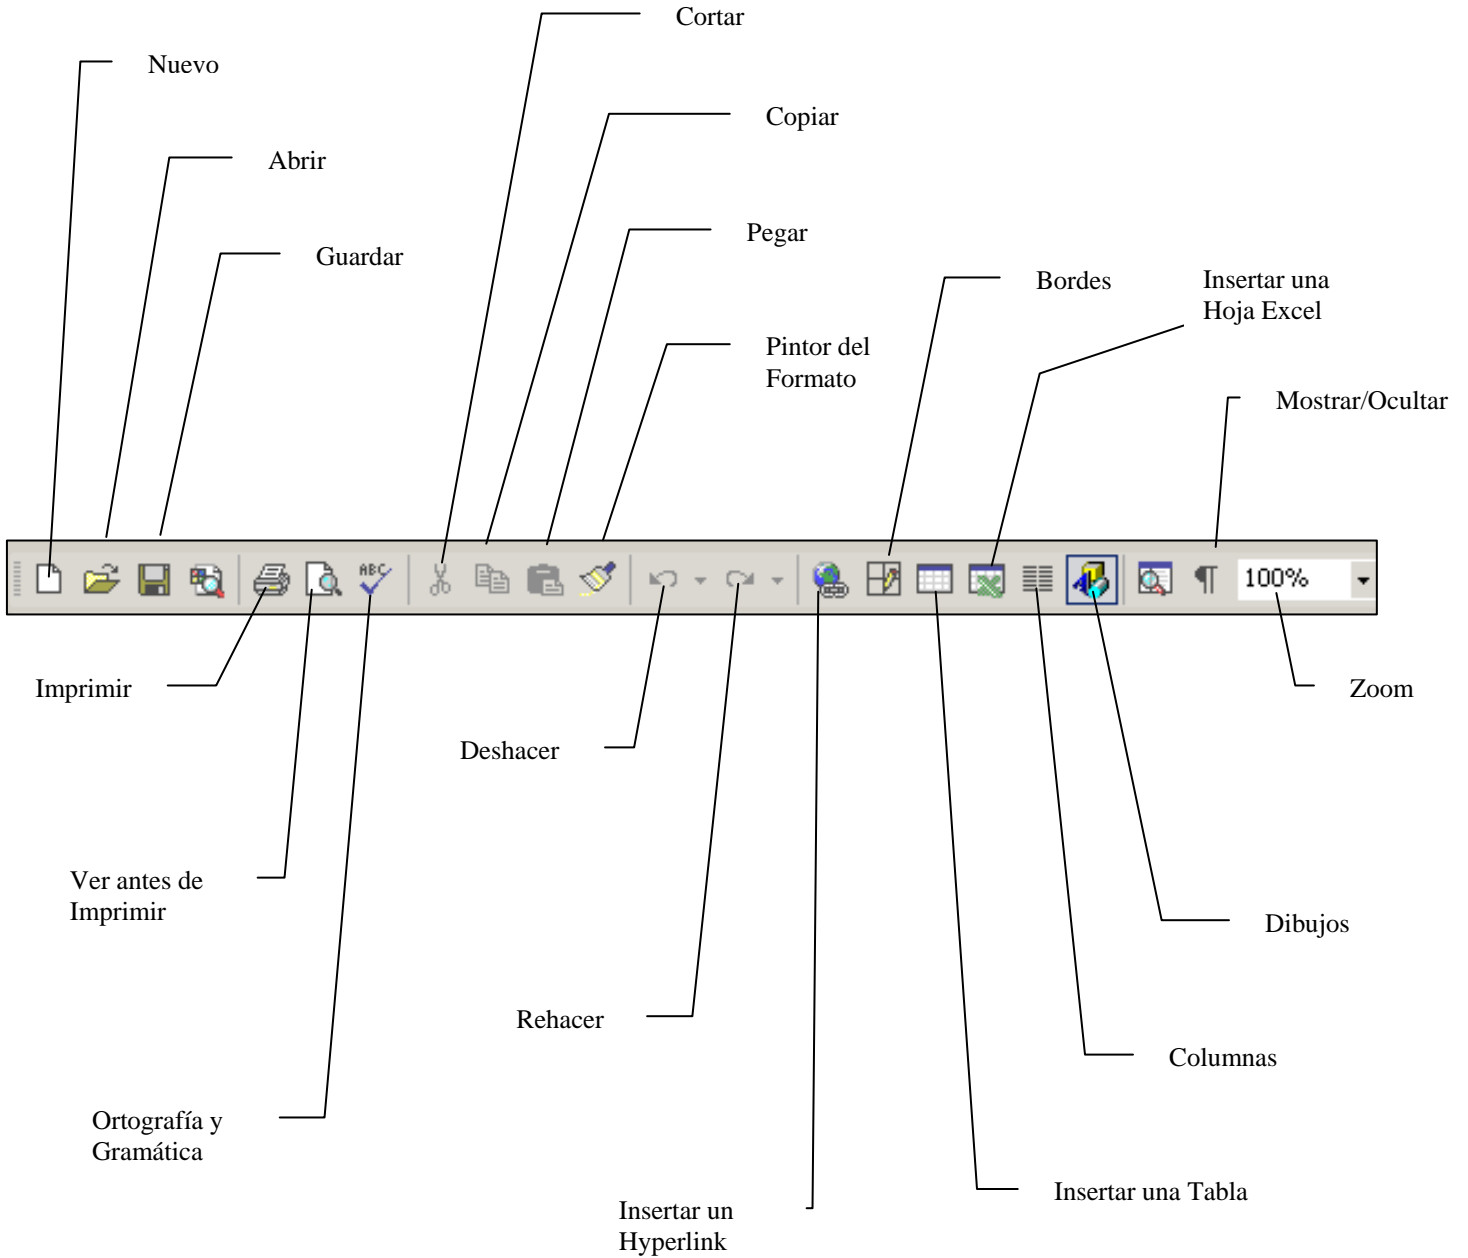 Cortar
Nuevo
Copiar
Abrir
Pegar
Guardar
Bordes
Insertar una
Hoja Excel
Pintor del
Formato
Mostrar/Ocultar
ABC
100%
Imprimir
Zoom
Deshacer
Ver antes de
Imprimir
Dibujos
Rehacer
Columnas
Ortografía y
Gramática
Insertar una Tabla
Insertar un
Hyperlink